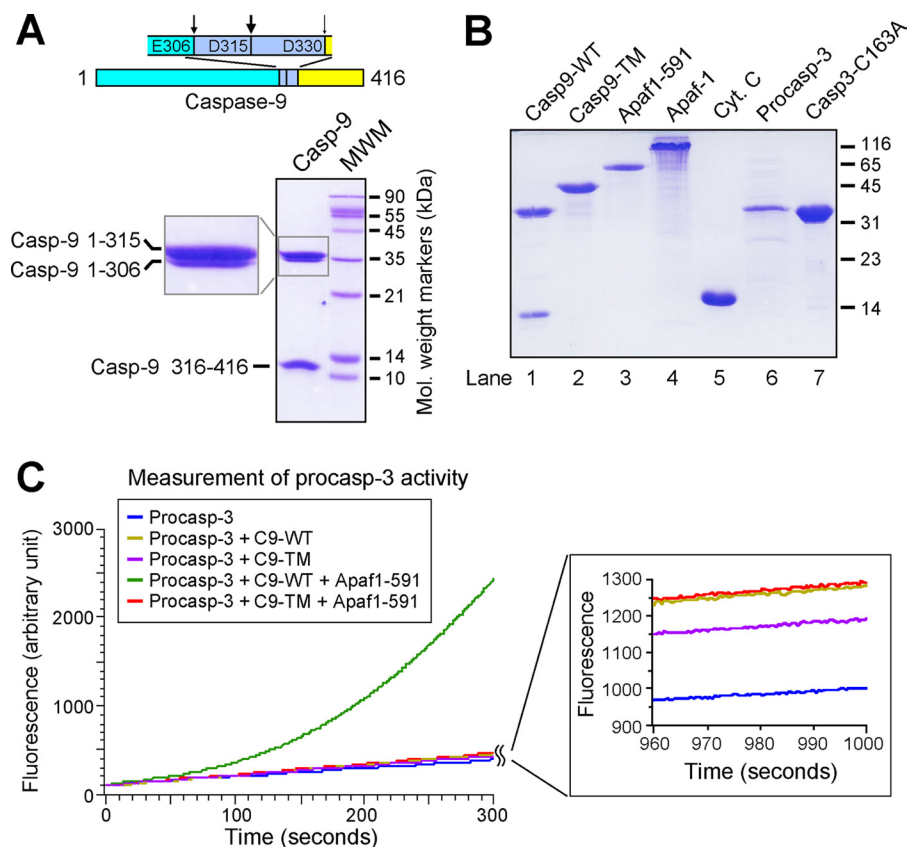 A
E306 D315 D330
1 416
Caspase-9
Casp-9 MWM
90
55
45
35
21
14
10
Mol. weight markers (kDa)
Casp-9 1-315
Casp-9 1-306
Casp-9 316-416
B
Casp9-WT Casp9-TM Apaf1-591 Apaf-1 Cyt. C Procasp-3 Casp3-C163A
116
65
45
31
23
14
Lane 1 2 3 4 5 6 7
C
Measurement of procasp-3 activity
Procasp-3
Procasp-3 + C9-WT
Procasp-3 + C9-TM
Procasp-3 + C9-WT + Apaf1-591
Procasp-3 + C9-TM + Apaf1-591
Fluorescence (arbitrary unit)
3000
2000
1000
0
0 100 200 300
Time (seconds)
Fluorescence
1300
1200
1100
1000
900
960 970 980 990 1000
Time (seconds)